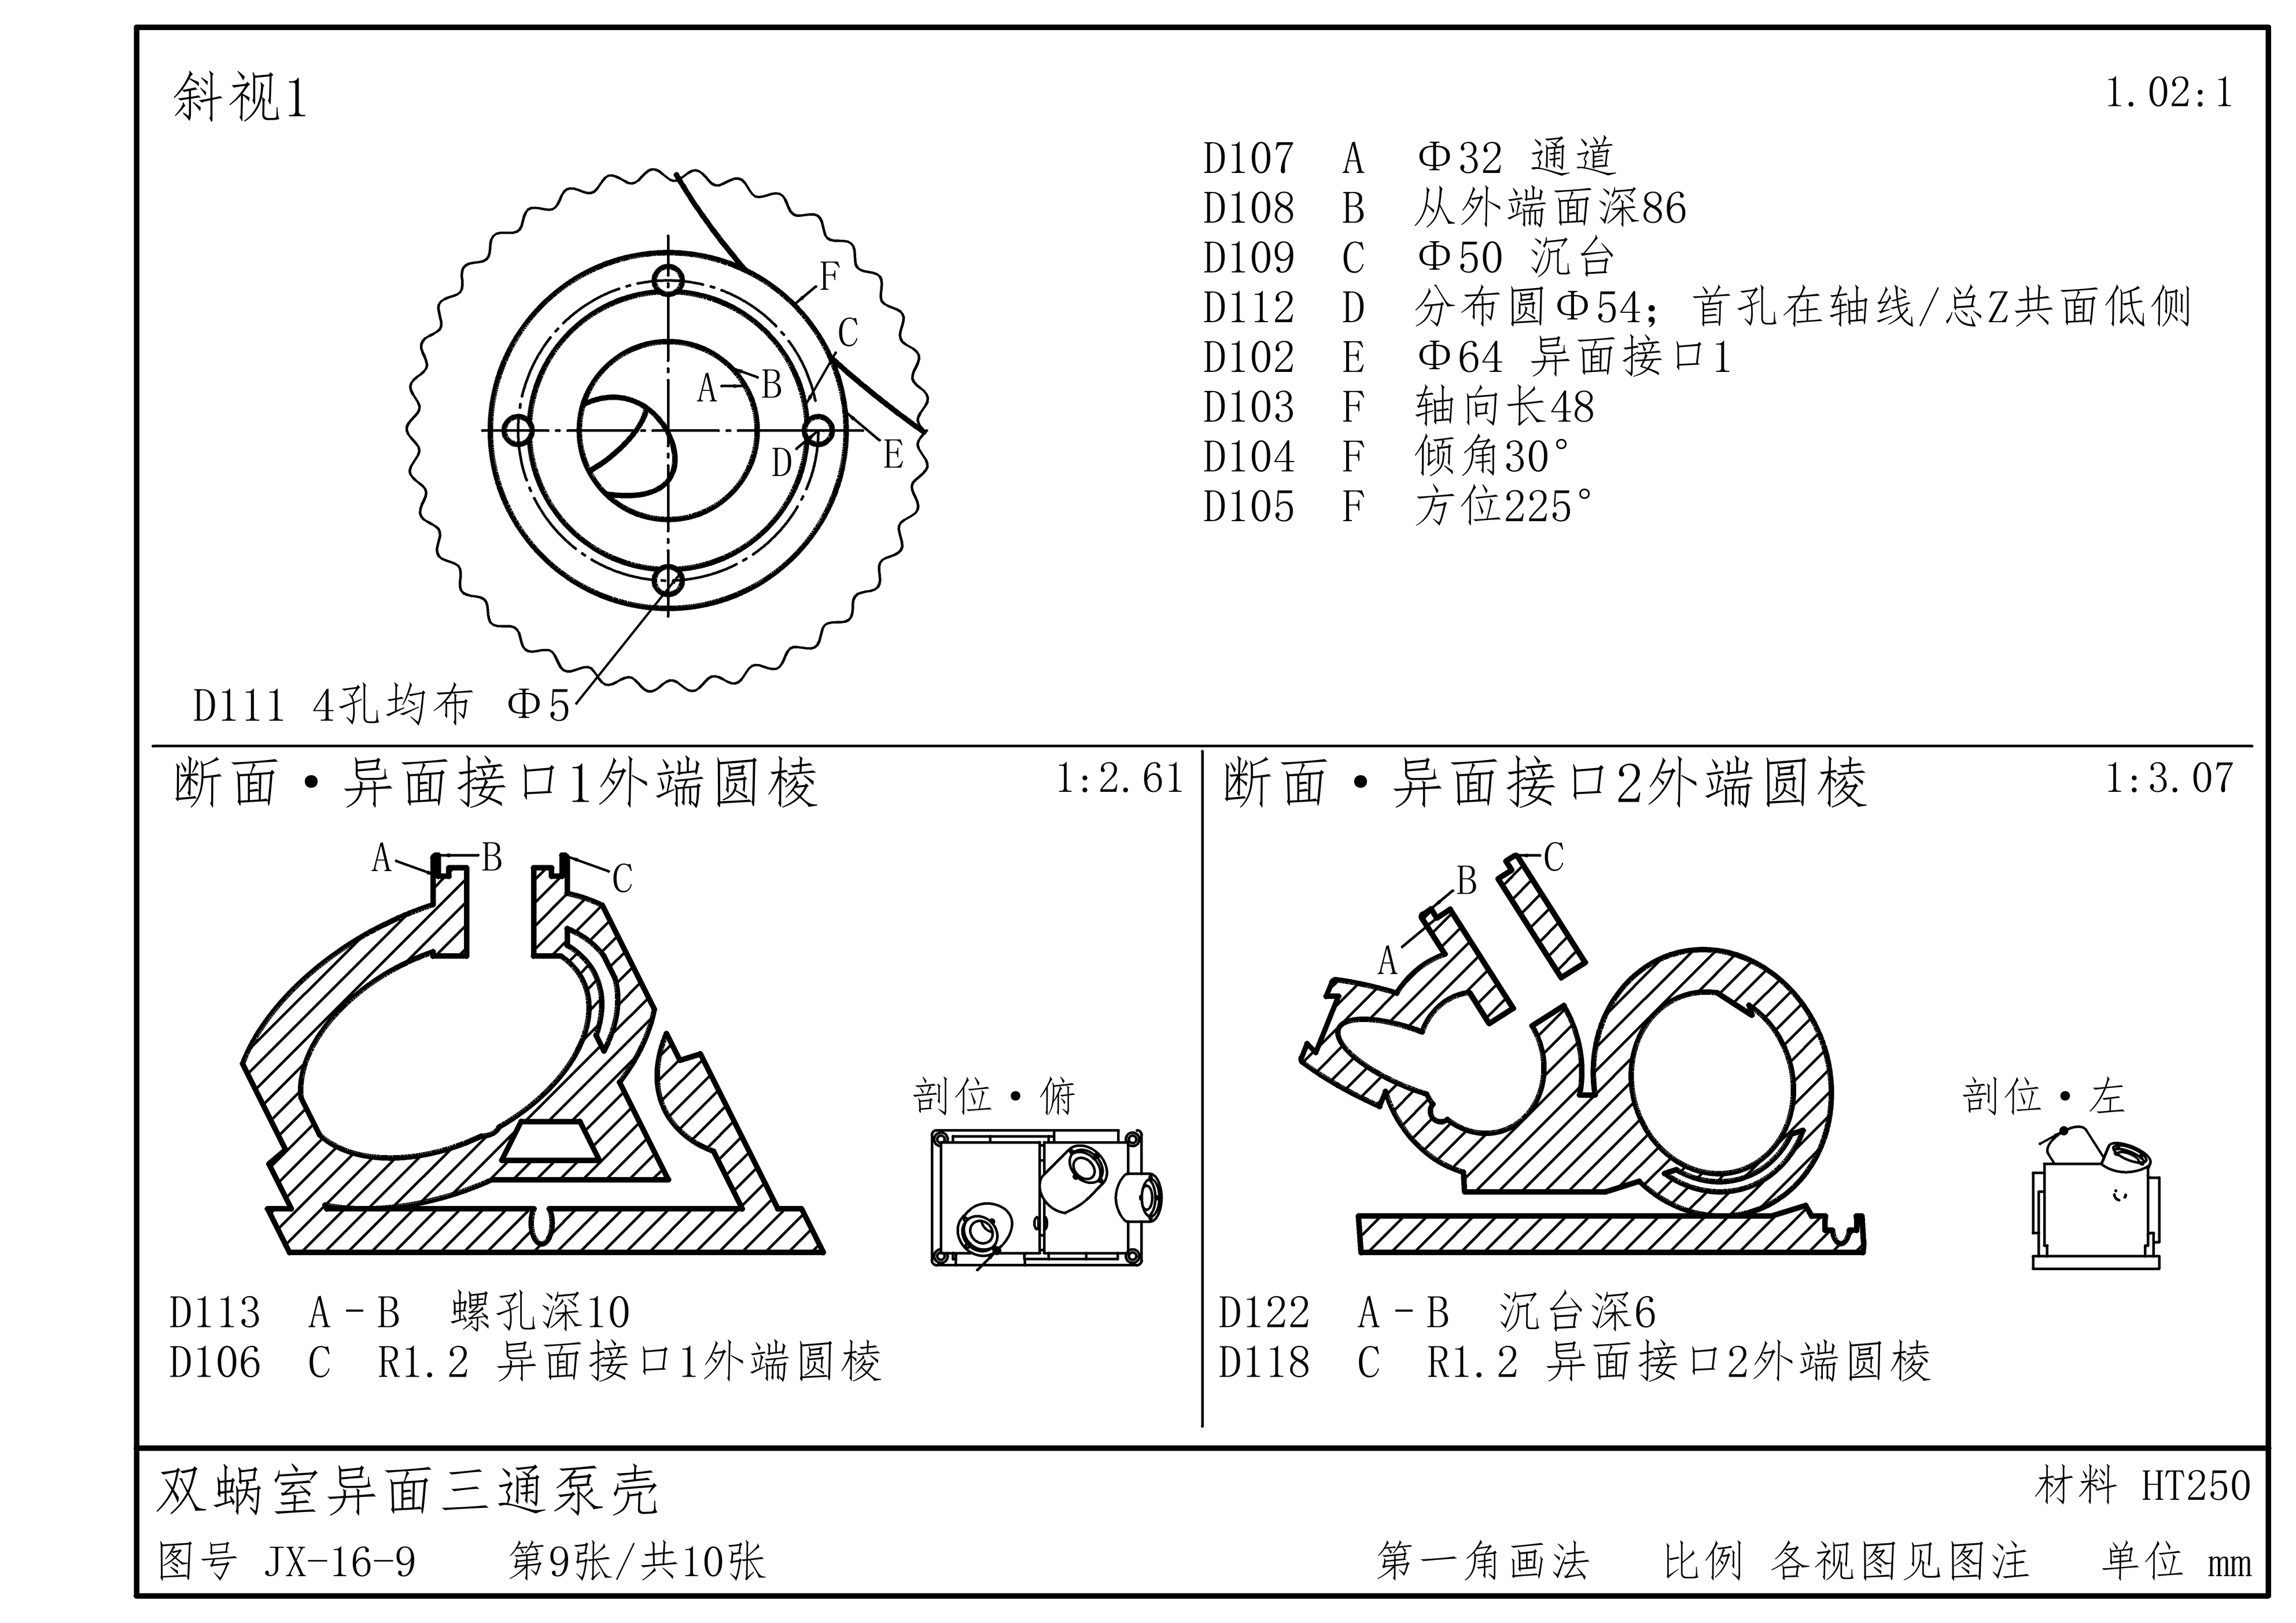 斜视1
1.02:1
D107 A Φ32 通道
D108 B 从外端面深86
D109 C Φ50 沉台
D112 D 分布圆Φ54；首孔在轴线/总Z共面低侧
D102 E Φ64 异面接口1
D103 F 轴向长48
D104 F 倾角30°
D105 F 方位225°
F
C
A
B
D
E
D111 4孔均布 Φ5
断面·异面接口1外端圆棱
1:2.61
A
B
C
剖位·俯
D113 A-B 螺孔深10
D106 C R1.2 异面接口1外端圆棱
断面·异面接口2外端圆棱
1:3.07
C
B
A
剖位·左
D122 A-B 沉台深6
D118 C R1.2 异面接口2外端圆棱
双蜗室异面三通泵壳
材料 HT250
图号 JX-16-9 第9张/共10张
第一角画法 比例 各视图见图注 单位 mm